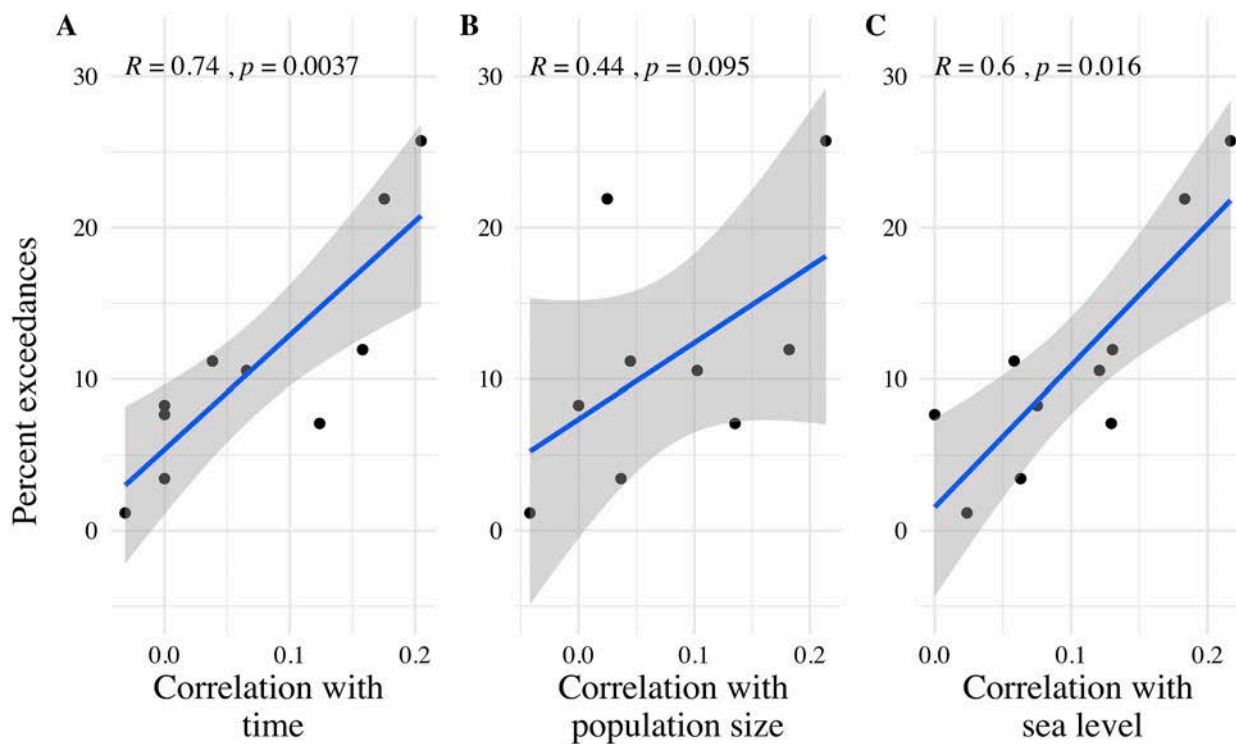 A
B
C
R = 0.74 , p = 0.0037
R = 0.44 , p = 0.095
R = 0.6 , p = 0.016
Percent exceedances
30
20
10
0
30
20
10
0
30
20
10
0
0.0 0.1 0.2
0.0 0.1 0.2
0.0 0.1 0.2
Correlation with
time
Correlation with
population size
Correlation with
sea level